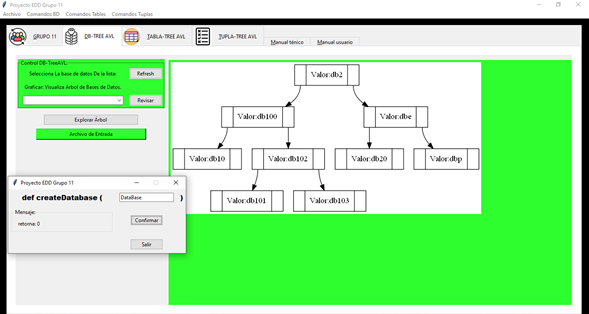 Proyecto EDD Grupo 11
Archivo Comandos BD Comandos Tables Comandos Tuplas
GRUPO 11 DB-TREE AVL TABLA-TREE AVL TUPLA-TREE AVL Manual ténico Manual usuario
Control DB-TreeAVL:
Selecciona La base de datos De la lista: Refresh
Graficar: Visualiza Arbol de Bases de Datos.
Revisar
Explorar Árbol
Archivo de Entrada
Valor:db2
Valor:db100 Valor:dbe
Valor:db10 Valor:db102 Valor:db20 Valor:dbp
Valor:db101 Valor:db103
Proyecto EDD Grupo 11
def createDatabase ( DataBase )
Mensaje:
retorna: 0
Confirmar
Salir